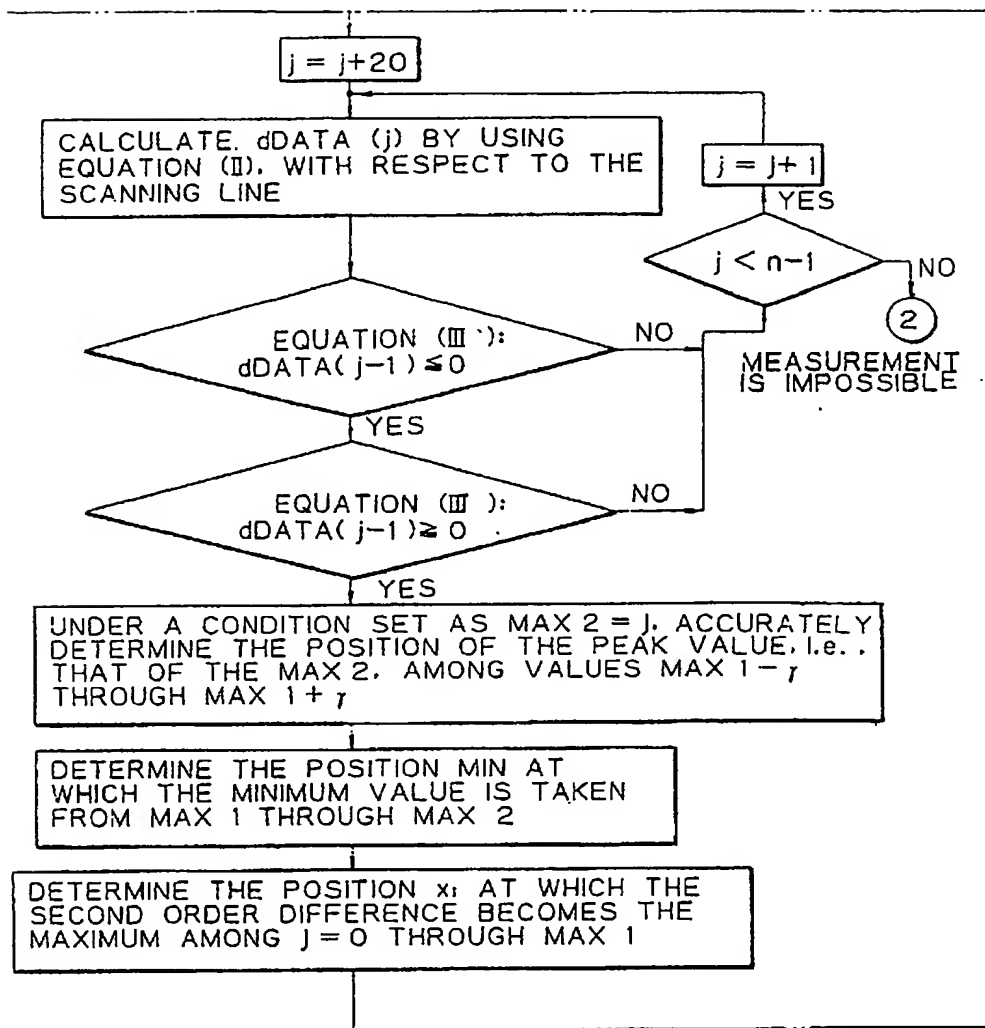 j = j+20
CALCULATE. dDATA (j) BY USING
EQUATION (Ⅱ). WITH RESPECT TO THE
SCANNING LINE
j = j+1
YES
j < n-1
NO
2
MEASUREMENT
IS IMPOSSIBLE
EQUATION (Ⅲ`):
dDATA(j-1)≦0
NO
YES
EQUATION (Ⅲ ):
dDATA(j-1)≧0
NO
YES
UNDER A CONDITION SET AS MAX 2 = J. ACCURATELY
DETERMINE THE POSITION OF THE PEAK VALUE. I.e. .
THAT OF THE MAX 2. AMONG VALUES MAX 1 - γ
THROUGH MAX 1 + γ
DETERMINE THE POSITION MIN AT
WHICH THE MINIMUM VALUE IS TAKEN
FROM MAX 1 THROUGH MAX 2
DETERMINE THE POSITION x₁ AT WHICH THE
SECOND ORDER DIFFERENCE BECOMES THE
MAXIMUM AMONG J = 0 THROUGH MAX 1